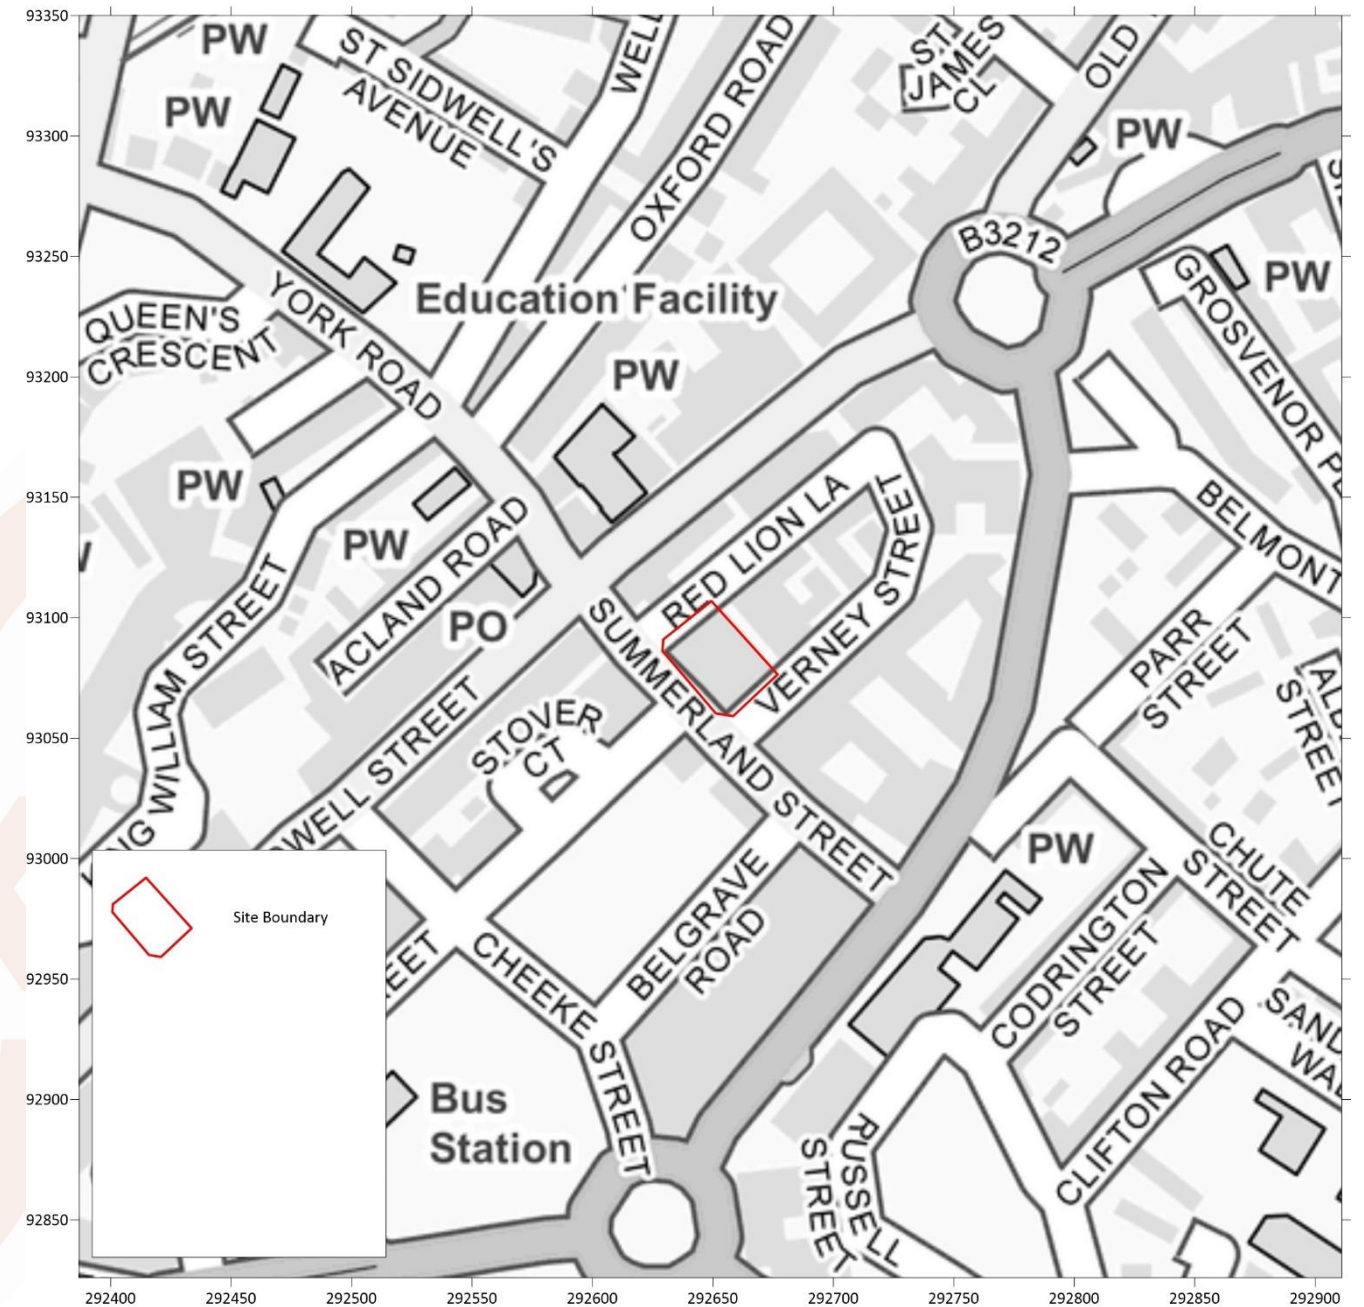 93350
93300
93250
93200
93150
93100
93050
93000
92950
92900
92850
PW
ST SIDWELL'S
AVENUE
WELL
OXFORD ROAD
ST
JAMES
CL
OLD
PW
PW
B3212
YORK ROAD
Education Facility
QUEEN'S
CRESCENT
GROSVENOR PL
PW
PW
PW
PW
ACLAND ROAD
PO
RED LION LA
VERNEY STREET
BELMONT
PARR
STREET
SUMMERLAND STREET
WILLIAM STREET
STOVER
CT
WELL STREET
BELGRAVE
ROAD
PW
CHUTE
STREET
CODRINGTON
STREET
CHEEKE STREET
CLIFTON ROAD
RUSSELL
STREET
Bus
Station
Site Boundary
292400
292450
292500
292550
292600
292650
292700
292750
292800
292850
292900